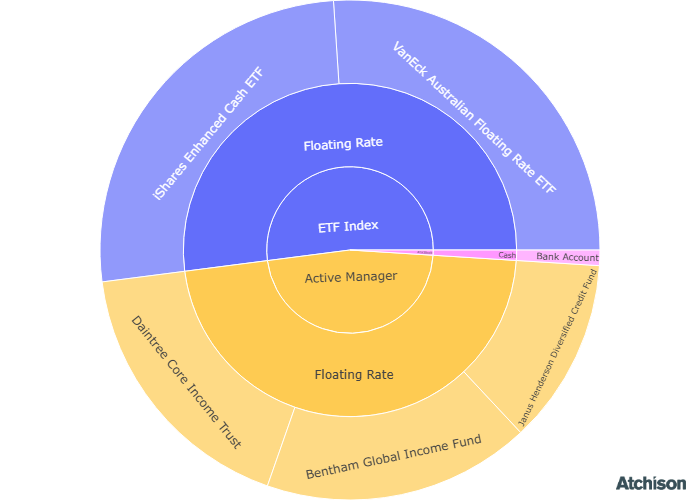 VanEck Australian Floating Rate ETF
iShares Enhanced Cash ETF
Floating Rate
ETF Index
Cash
Bank Account
Active Manager
Floating Rate
Daintree Core Income Trust
Bentham Global Income Fund
Janus Henderson Diversified Credit Fund
Atchison